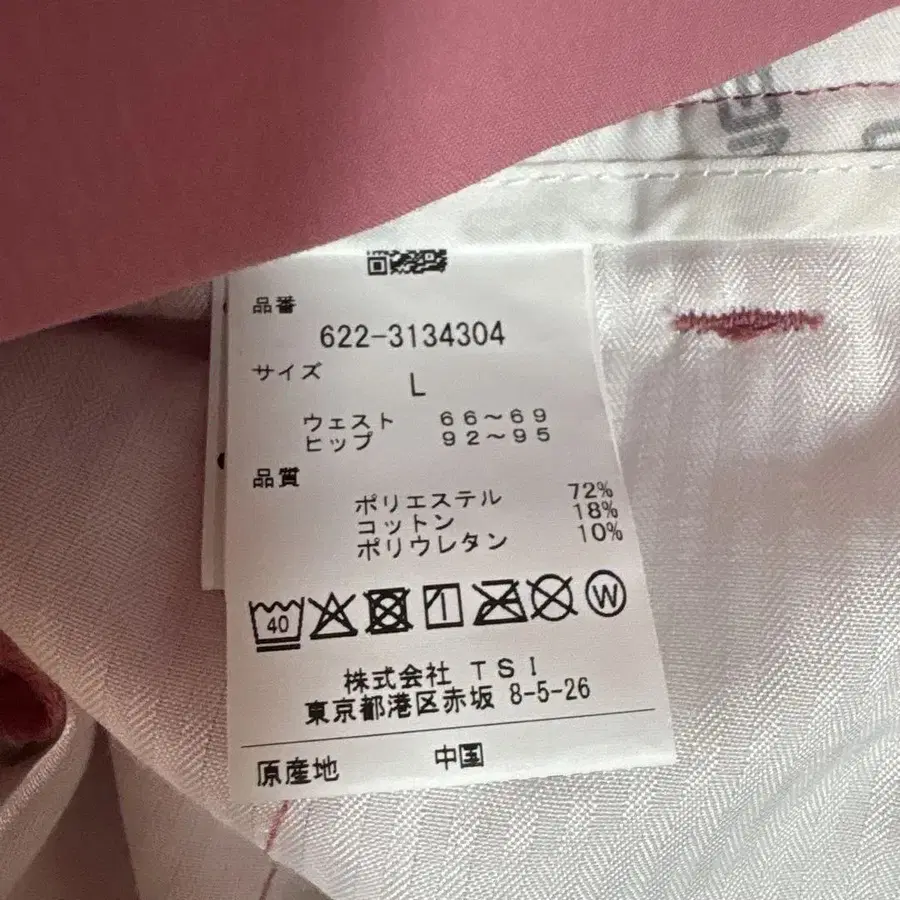 品番
622-3134304
サイズ
L
ウェスト 66～69
ヒップ 92～95
品質
ポリエステル 72%
コットン 18%
ポリウレタン 10%
40
W
株式会社 TSI
東京都港区赤坂 8-5-26
原産地 中国